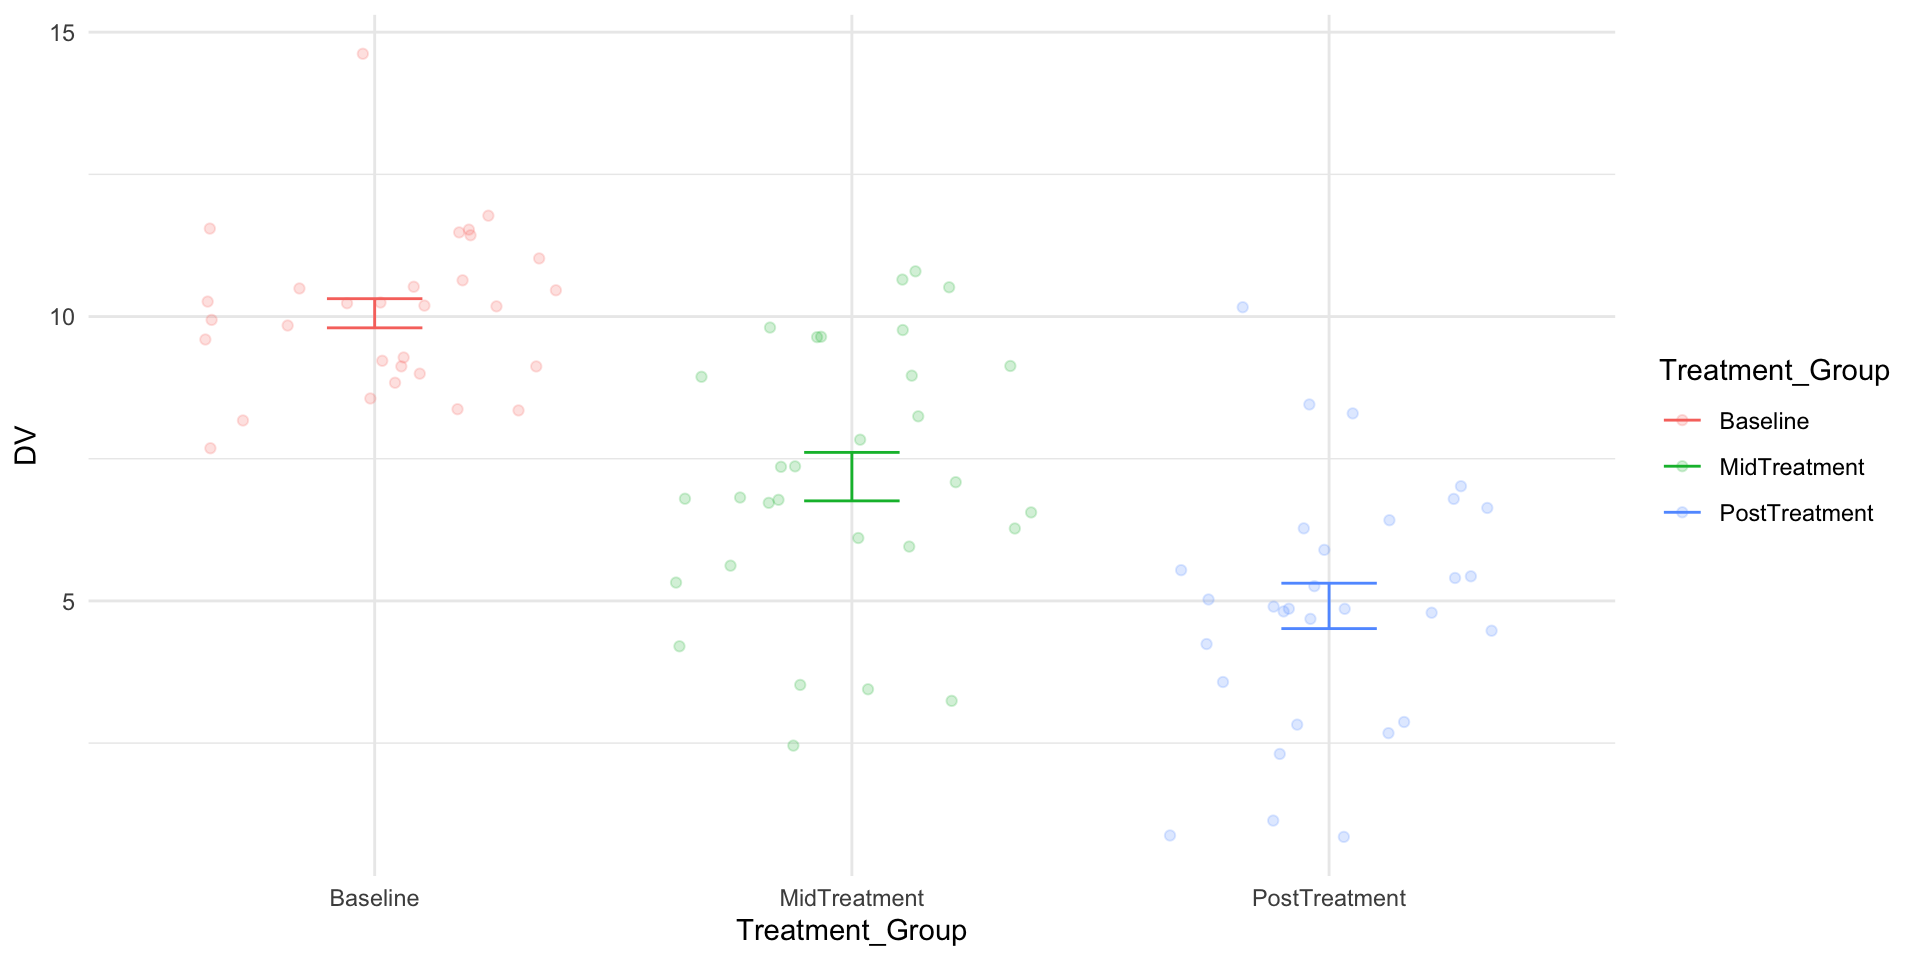 15
10
5
DV
Baseline
MidTreatment
PostTreatment
Treatment_Group
Treatment_Group
Baseline
MidTreatment
PostTreatment